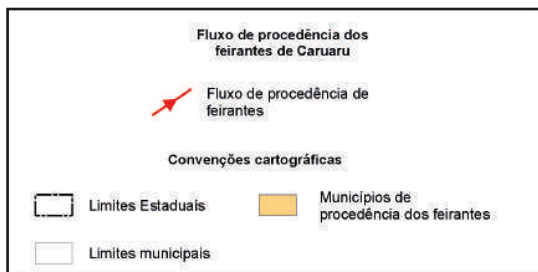 Fluxo de procedência dos
feirantes de Caruaru
Fluxo de procedência de
feirantes
Convenções cartográficas
Limites Estaduais
Municípios de
procedência dos feirantes
Limites municipais